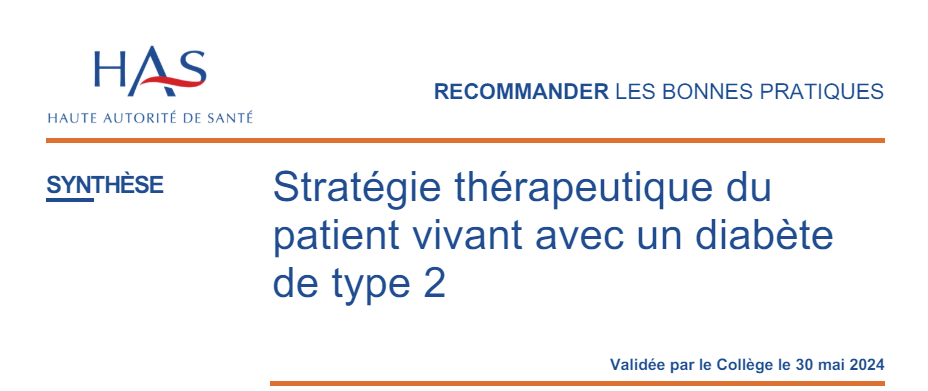 HAS
HAUTE AUTORITÉ DE SANTÉ
RECOMMANDER LES BONNES PRATIQUES
SYNTHÈSE
Stratégie thérapeutique du
patient vivant avec un diabète
de type 2
Validée par le Collège le 30 mai 2024